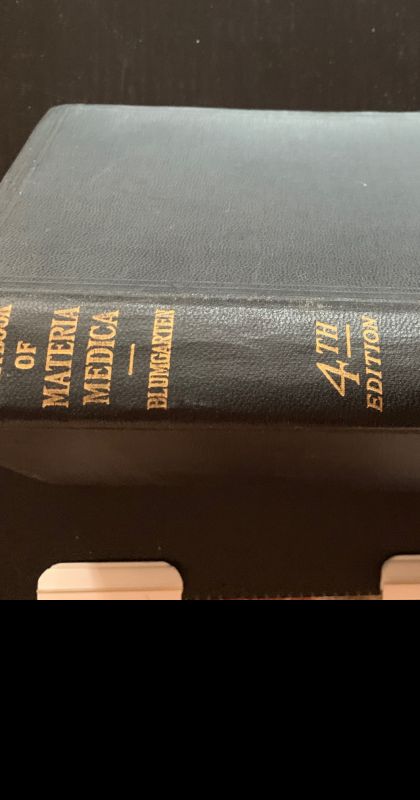 OF
MATERIA
MEDICA
BLUMGARTEN
4TH
EDITION